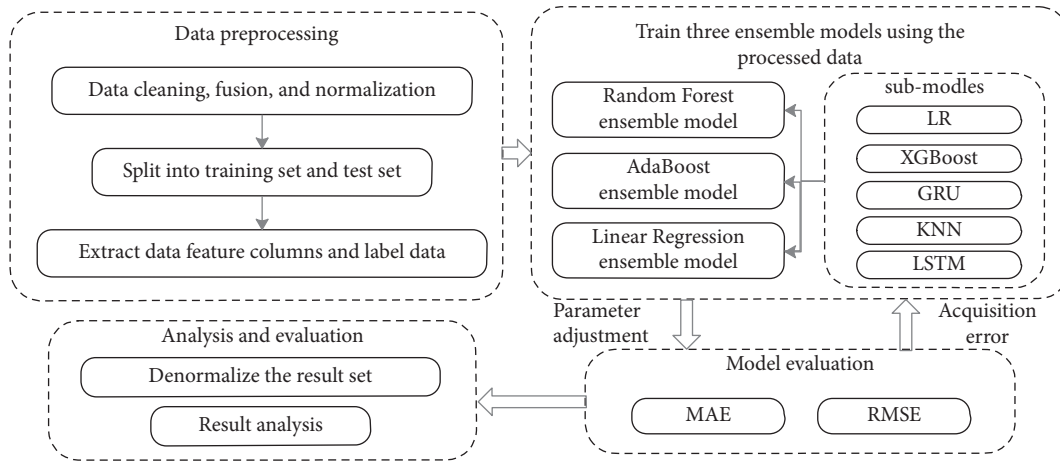 Data preprocessing
Data cleaning, fusion, and normalization
Split into training set and test set
Extract data feature columns and label data
Train three ensemble models using the
processed data
Random Forest
ensemble model
AdaBoost
ensemble model
Linear Regression
ensemble model
sub-modles
LR
XGBoost
GRU
KNN
LSTM
Parameter
adjustment
Acquisition
error
Model evaluation
MAE
RMSE
Analysis and evaluation
Denormalize the result set
Result analysis